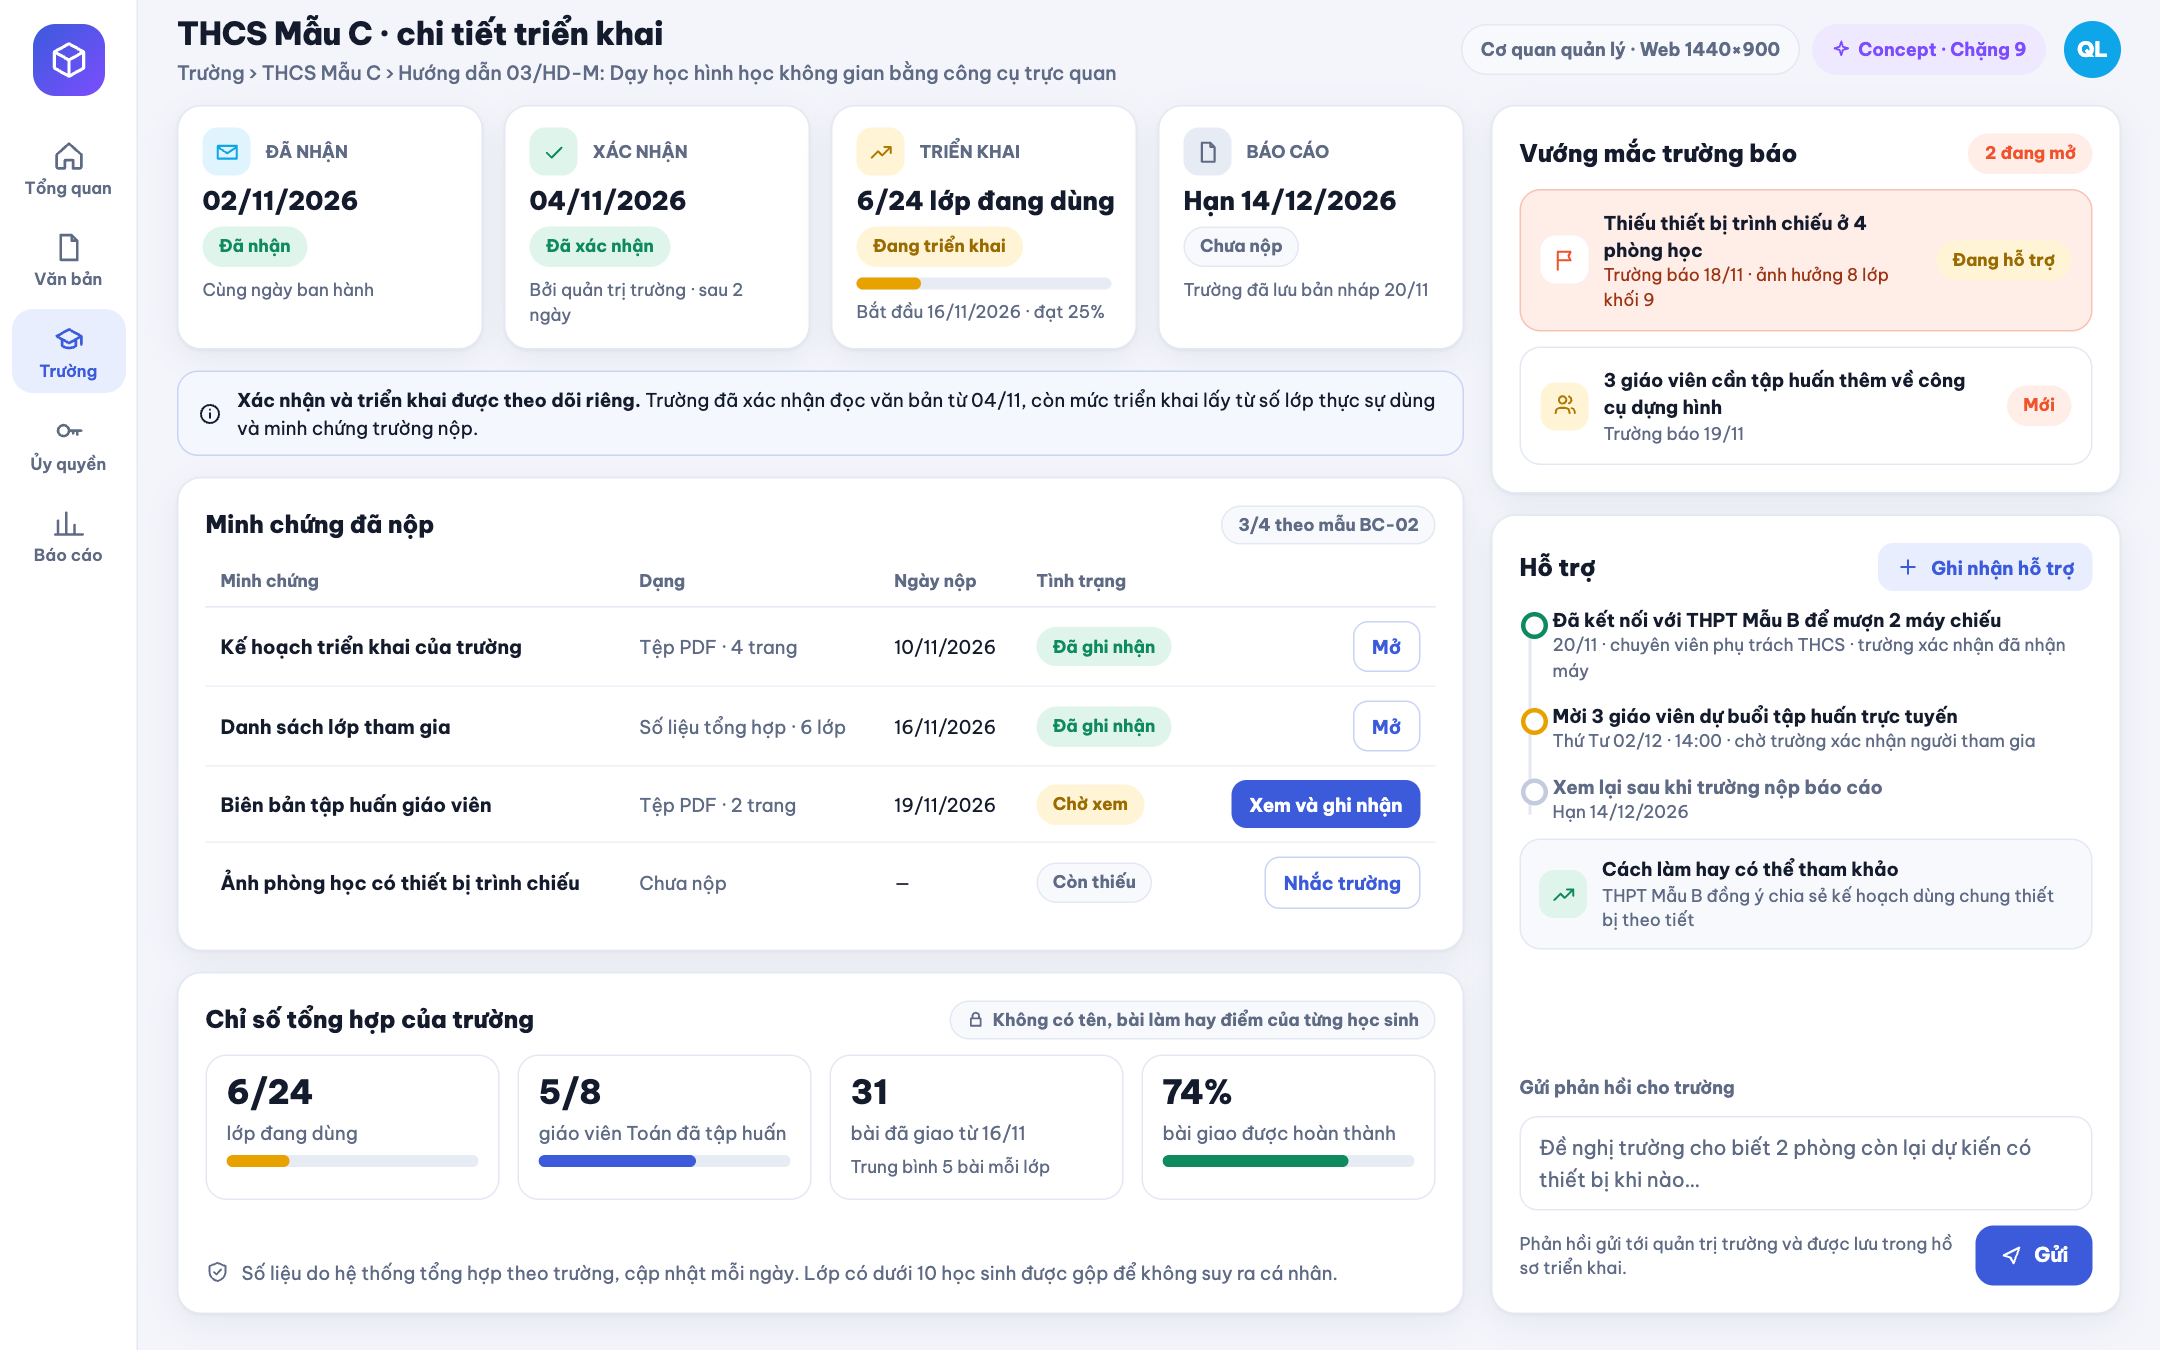 THCS Mẫu C · chi tiết triển khai
Trường › THCS Mẫu C › Hướng dẫn 03/HD-M: Dạy học hình học không gian bằng công cụ trực quan
Cơ quan quản lý · Web 1440×900
Concept · Chặng 9
QL
Tổng quan
Văn bản
Trường
Ủy quyền
Báo cáo
ĐÃ NHẬN
02/11/2026
Đã nhận
Cùng ngày ban hành
XÁC NHẬN
04/11/2026
Đã xác nhận
Bởi quản trị trường · sau 2
ngày
TRIỂN KHAI
6/24 lớp đang dùng
Đang triển khai
Bắt đầu 16/11/2026 · đạt 25%
BÁO CÁO
Hạn 14/12/2026
Chưa nộp
Trường đã lưu bản nháp 20/11
Xác nhận và triển khai được theo dõi riêng. Trường đã xác nhận đọc văn bản từ 04/11, còn mức triển khai lấy từ số lớp thực sự dùng
và minh chứng trường nộp.
Minh chứng đã nộp
3/4 theo mẫu BC-02
Minh chứng Dạng Ngày nộp Tình trạng
Kế hoạch triển khai của trường Tệp PDF · 4 trang 10/11/2026 Đã ghi nhận Mở
Danh sách lớp tham gia Số liệu tổng hợp · 6 lớp 16/11/2026 Đã ghi nhận Mở
Biên bản tập huấn giáo viên Tệp PDF · 2 trang 19/11/2026 Chờ xem Xem và ghi nhận
Ảnh phòng học có thiết bị trình chiếu Chưa nộp – Còn thiếu Nhắc trường
Chỉ số tổng hợp của trường
Không có tên, bài làm hay điểm của từng học sinh
6/24
lớp đang dùng
5/8
giáo viên Toán đã tập huấn
31
bài đã giao từ 16/11
Trung bình 5 bài mỗi lớp
74%
bài giao được hoàn thành
Số liệu do hệ thống tổng hợp theo trường, cập nhật mỗi ngày. Lớp có dưới 10 học sinh được gộp để không suy ra cá nhân.
Vướng mắc trường báo
2 đang mở
Thiếu thiết bị trình chiếu ở 4
phòng học
Trường báo 18/11 · ảnh hưởng 8 lớp
khối 9
Đang hỗ trợ
3 giáo viên cần tập huấn thêm về công
cụ dựng hình
Trường báo 19/11
Mới
Hỗ trợ
Ghi nhận hỗ trợ
Đã kết nối với THPT Mẫu B để mượn 2 máy chiếu
20/11 · chuyên viên phụ trách THCS · trường xác nhận đã nhận
máy
Mời 3 giáo viên dự buổi tập huấn trực tuyến
Thứ Tư 02/12 · 14:00 · chờ trường xác nhận người tham gia
Xem lại sau khi trường nộp báo cáo
Hạn 14/12/2026
Cách làm hay có thể tham khảo
THPT Mẫu B đồng ý chia sẻ kế hoạch dùng chung thiết
bị theo tiết
Gửi phản hồi cho trường
Đề nghị trường cho biết 2 phòng còn lại dự kiến có
thiết bị khi nào...
Phản hồi gửi tới quản trị trường và được lưu trong hồ
sơ triển khai.
Gửi